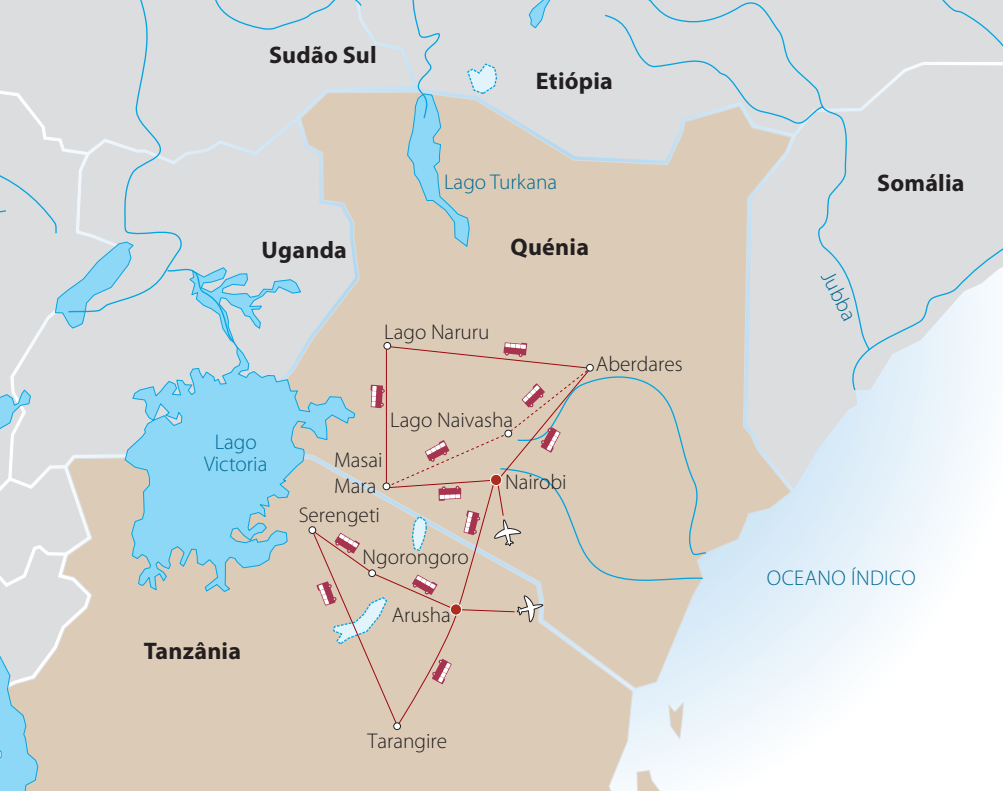 Sudão Sul
Etiópia
Lago Turkana
Somália
Uganda
Quénia
Jubba
Lago Naruru
Aberdares
Lago Naivasha
Lago
Victoria
Masai
Mara
Nairobi
Serengeti
Ngorongoro
OCEANO ÍNDICO
Arusha
Tanzânia
Tarangire